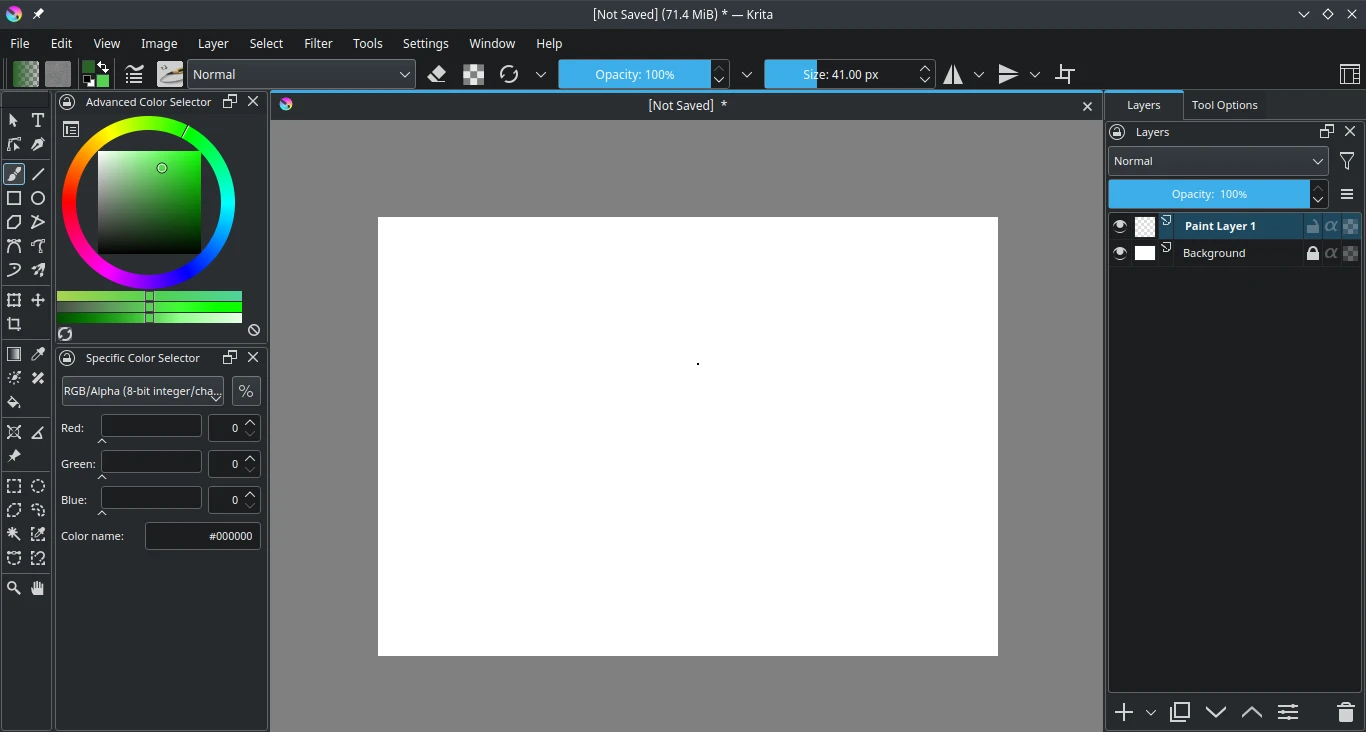 [Not Saved] (71.4 MiB) * — Krita
File Edit View Image Layer Select Filter Tools Settings Window Help
Normal Opacity: 100% Size: 41.00 px
Advanced Color Selector
[Not Saved] *
Layers Tool Options
Layers
Normal
Opacity: 100%
Paint Layer 1
Background
Specific Color Selector
RGB/Alpha (8-bit integer/cha... %
Red: 0
Green: 0
Blue: 0
Color name: #000000